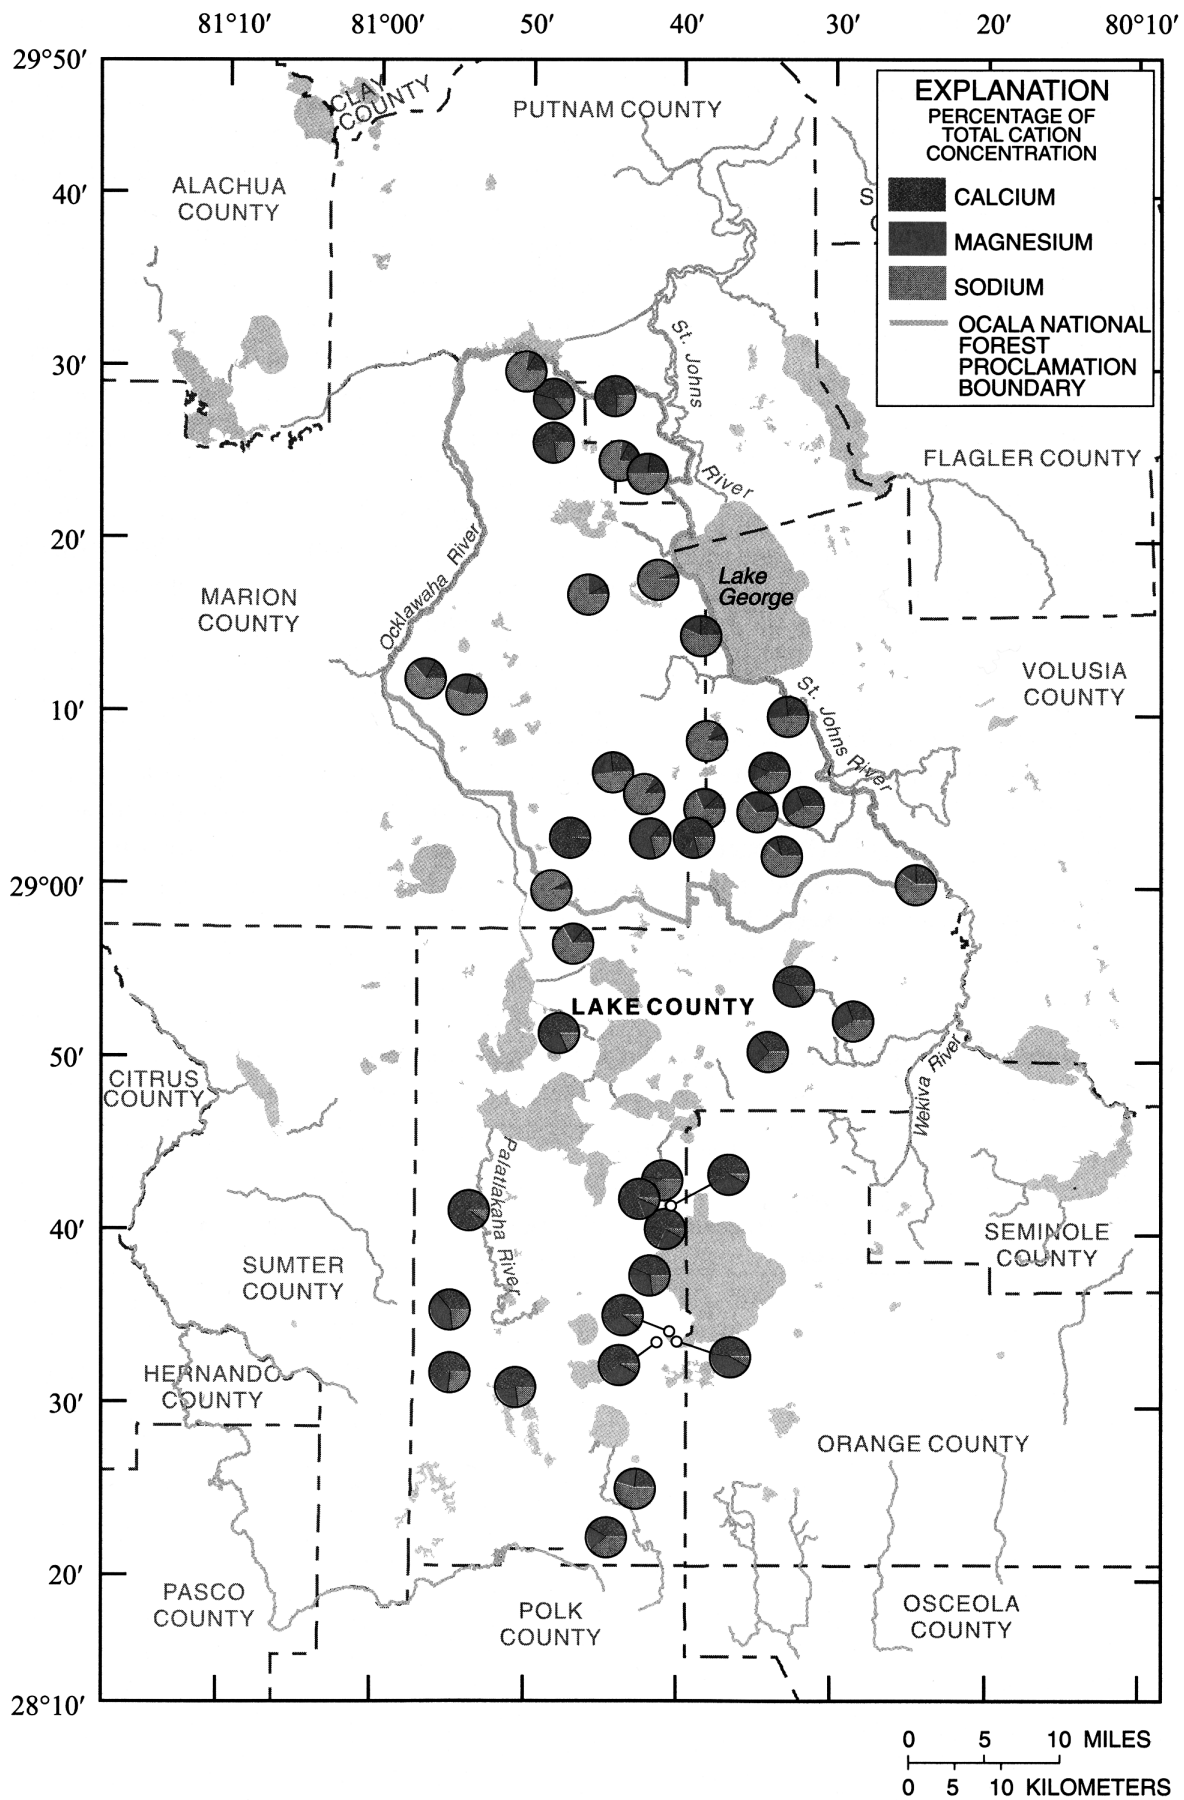 81°10′ 81°00′ 50′ 40′ 30′ 20′ 80°10′
29°50′
CLAY
COUNTY
PUTNAM COUNTY
EXPLANATION
PERCENTAGE OF
TOTAL CATION
CONCENTRATION
CALCIUM
MAGNESIUM
SODIUM
OCALA NATIONAL
FOREST
PROCLAMATION
BOUNDARY
ALACHUA
COUNTY
40′
S
C
St. Johns
River
30′
FLAGLER COUNTY
20′
Ocklawaha River
Lake
George
MARION
COUNTY
VOLUSIA
COUNTY
10′
St. Johns River
29°00′
LAKE COUNTY
50′
CITRUS
COUNTY
Wekiva River
Palatlakaha River
40′
SEMINOLE
COUNTY
SUMTER
COUNTY
HERNANDO
COUNTY
30′
ORANGE COUNTY
20′
PASCO
COUNTY
POLK
COUNTY
OSCEOLA
COUNTY
28°10′
0 5 10 MILES
0 5 10 KILOMETERS